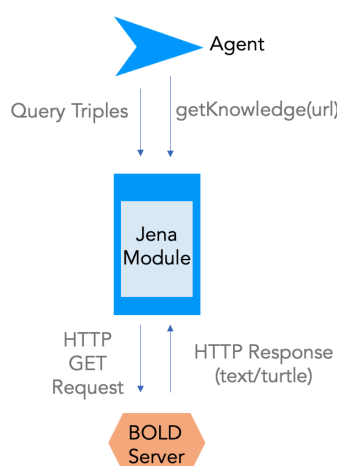 Agent
Query Triples
getKnowledge(url)
Jena
Module
HTTP
GET
Request
HTTP Response
(text/turtle)
BOLD
Server